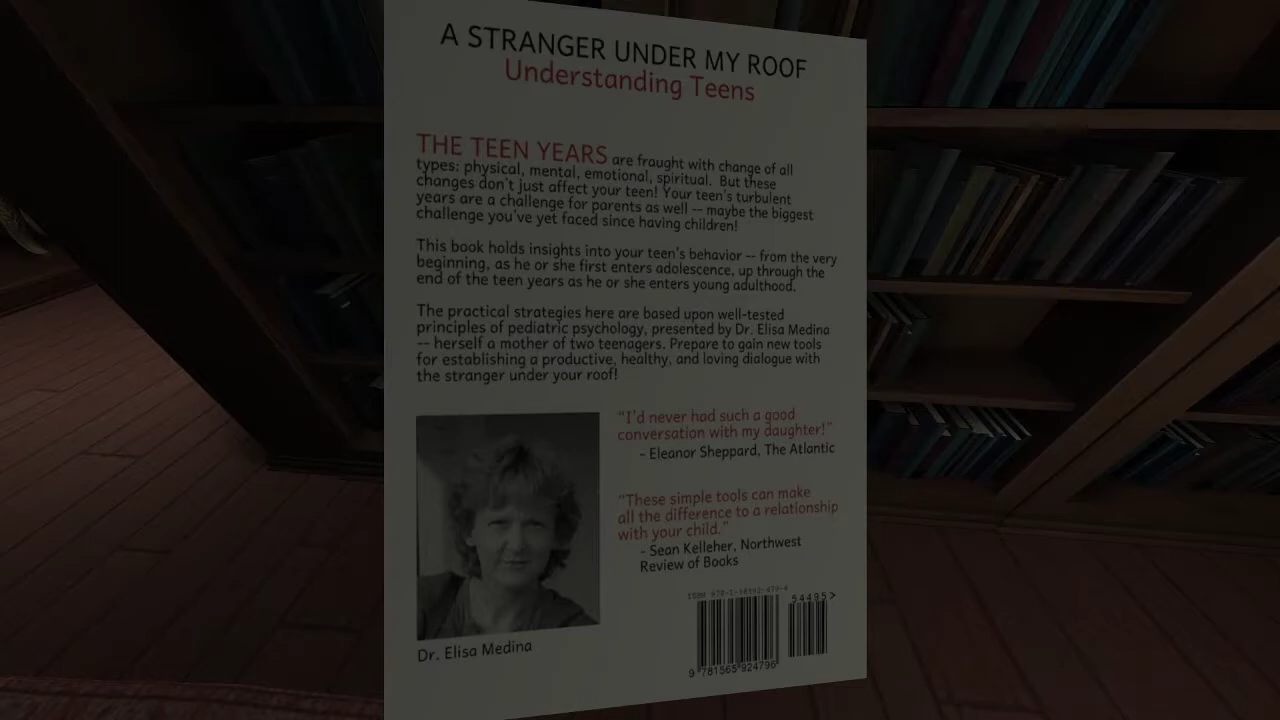 A STRANGER UNDER MY ROOF
Understanding Teens
THE TEEN YEARS are fraught with change of all
types: physical, mental, emotional, spiritual. But these
changes don't just affect your teen! Your teen's turbulent
years are a challenge for parents as well -- maybe the biggest
challenge you've yet faced since having children!
This book holds insights into your teen's behavior -- from the very
beginning, as he or she first enters adolescence, up through the
end of the teen years as he or she enters young adulthood.
The practical strategies here are based upon well-tested
principles of pediatric psychology, presented by Dr. Elisa Medina
-- herself a mother of two teenagers. Prepare to gain new tools
for establishing a productive, healthy, and loving dialogue with
the stranger under your roof!
"I'd never had such a good
conversation with my daughter!"
- Eleanor Sheppard, The Atlantic
"These simple tools can make
all the difference to a relationship
with your child."
- Sean Kelleher, Northwest
Review of Books
Dr. Elisa Medina
54495>
9 781565 924796